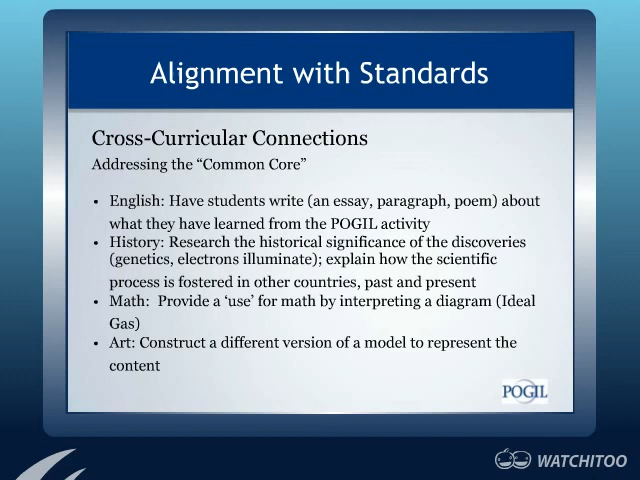 Alignment with Standards
Cross-Curricular Connections
Addressing the “Common Core”
• English: Have students write (an essay, paragraph, poem) about
what they have learned from the POGIL activity
• History: Research the historical significance of the discoveries
(genetics, electrons illuminate); explain how the scientific
process is fostered in other countries, past and present
• Math:  Provide a ‘use’ for math by interpreting a diagram (Ideal
Gas)
• Art: Construct a different version of a model to represent the
content
POGIL
WATCHITOO